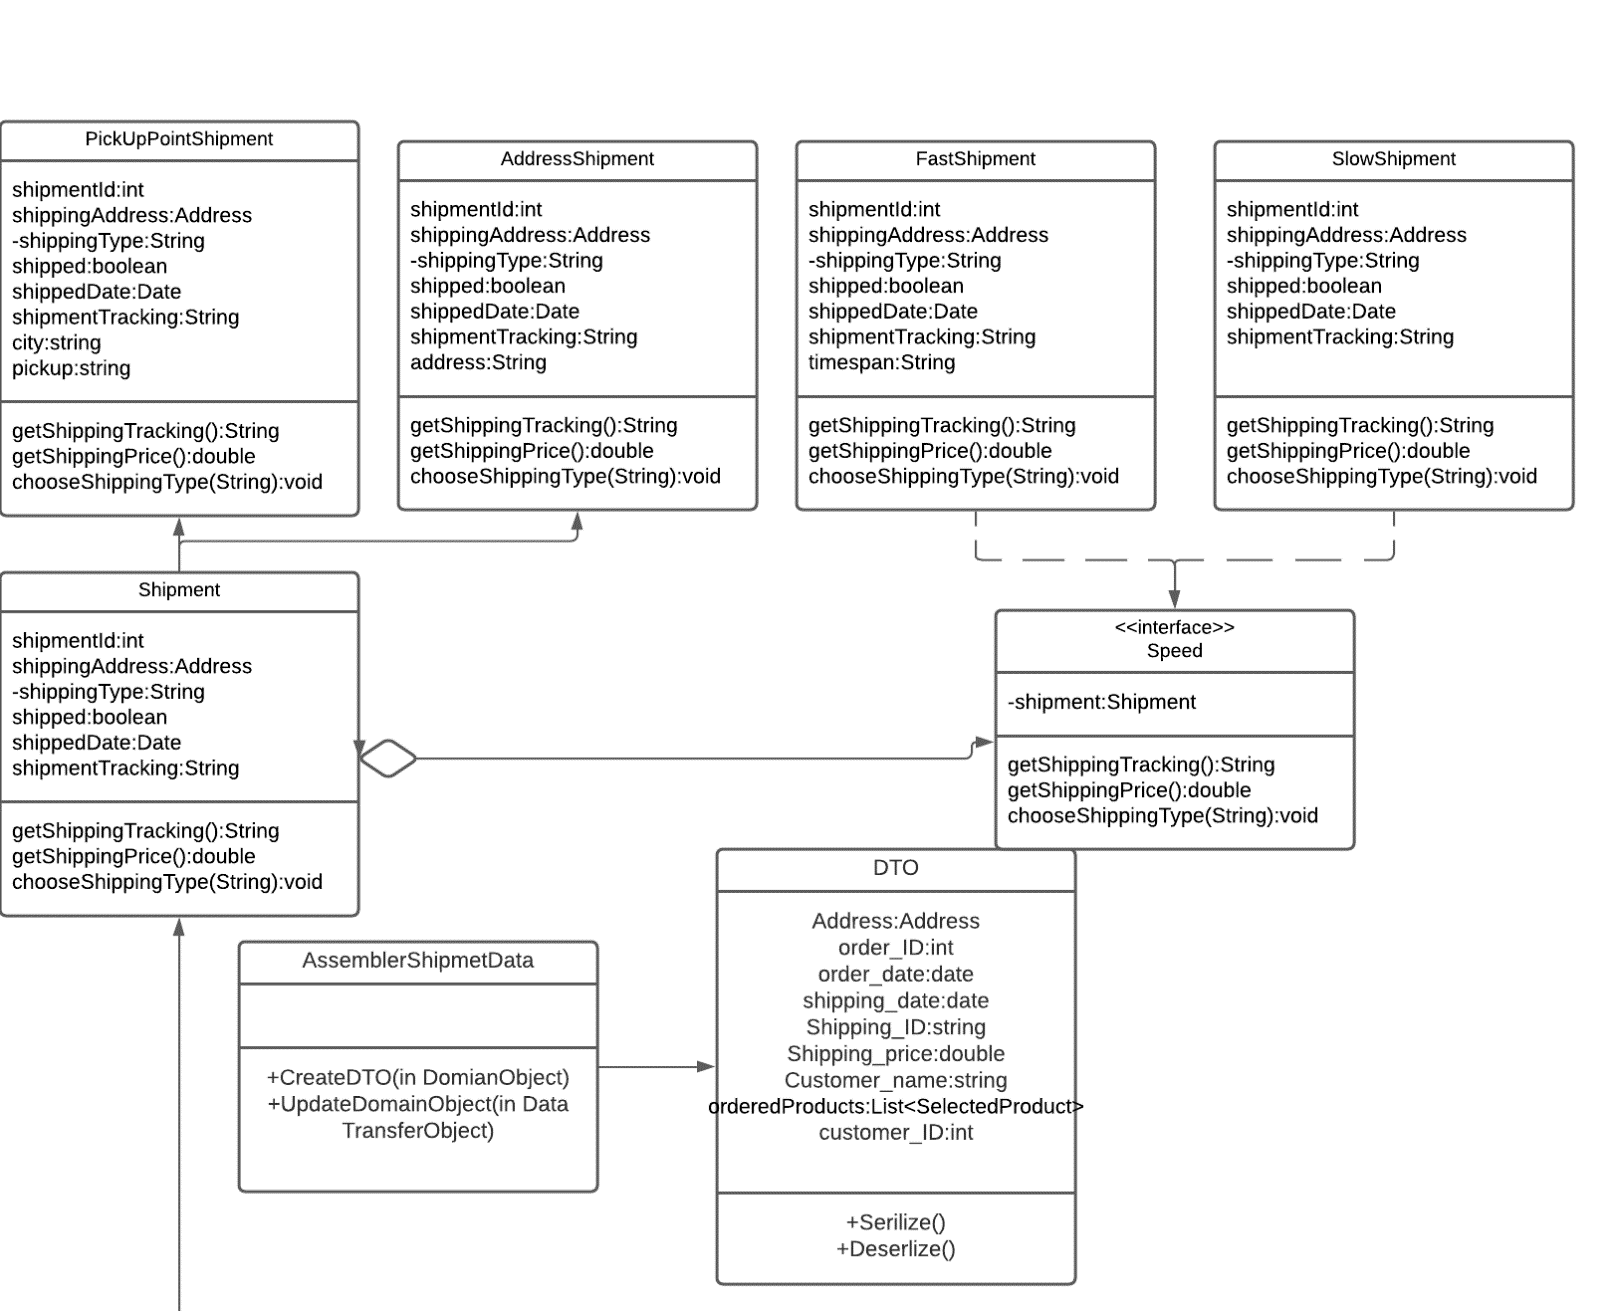 PickUpPointShipment
shipmentId:int
shippingAddress:Address
-shippingType:String
shipped:boolean
shippedDate:Date
shipmentTracking:String
city:string
pickup:string
getShippingTracking():String
getShippingPrice():double
chooseShippingType(String):void
AddressShipment
shipmentId:int
shippingAddress:Address
-shippingType:String
shipped:boolean
shippedDate:Date
shipmentTracking:String
address:String
getShippingTracking():String
getShippingPrice():double
chooseShippingType(String):void
FastShipment
shipmentId:int
shippingAddress:Address
-shippingType:String
shipped:boolean
shippedDate:Date
shipmentTracking:String
timespan:String
getShippingTracking():String
getShippingPrice():double
chooseShippingType(String):void
SlowShipment
shipmentId:int
shippingAddress:Address
-shippingType:String
shipped:boolean
shippedDate:Date
shipmentTracking:String
getShippingTracking():String
getShippingPrice():double
chooseShippingType(String):void
Shipment
shipmentId:int
shippingAddress:Address
-shippingType:String
shipped:boolean
shippedDate:Date
shipmentTracking:String
getShippingTracking():String
getShippingPrice():double
chooseShippingType(String):void
<<interface>>
Speed
-shipment:Shipment
getShippingTracking():String
getShippingPrice():double
chooseShippingType(String):void
AssemblerShipmetData
+CreateDTO(in DomianObject)
+UpdateDomainObject(in Data
TransferObject)
DTO
Address:Address
order_ID:int
order_date:date
shipping_date:date
Shipping_ID:string
Shipping_price:double
Customer_name:string
orderedProducts:List<SelectedProduct>
customer_ID:int
+Serilize()
+Deserlize()